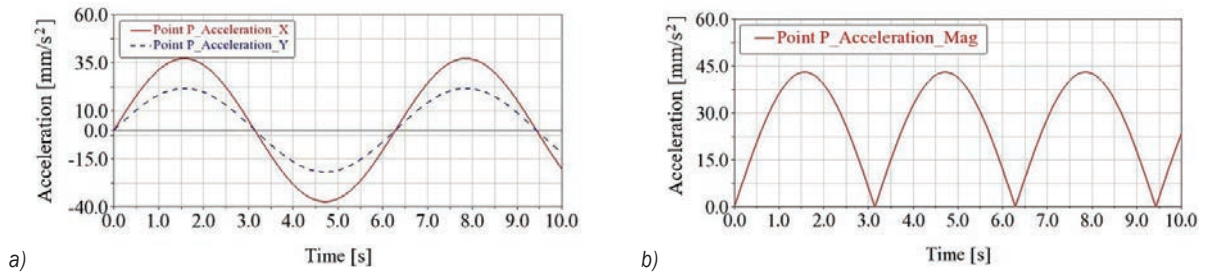 Acceleration [mm/s²]
60.0
35.0
10.0
0.0
-15.0
-40.0
Point P_Acceleration_X
Point P_Acceleration_Y
0.0 1.0 2.0 3.0 4.0 5.0 6.0 7.0 8.0 9.0 10.0
Time [s]
a)
Acceleration [mm/s²]
60.0
45.0
30.0
15.0
0.0
Point P_Acceleration_Mag
0.0 1.0 2.0 3.0 4.0 5.0 6.0 7.0 8.0 9.0 10.0
Time [s]
b)